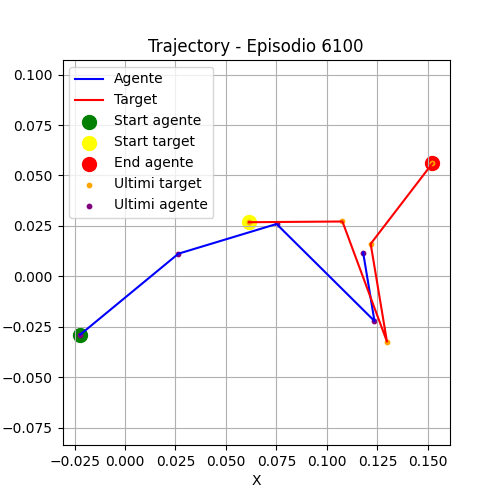 Trajectory - Episodio 6100
Agente
Target
Start agente
Start target
End agente
Ultimi target
Ultimi agente
0.100
0.075
0.050
0.025
0.000
−0.025
−0.050
−0.075
−0.025 0.000 0.025 0.050 0.075 0.100 0.125 0.150
X